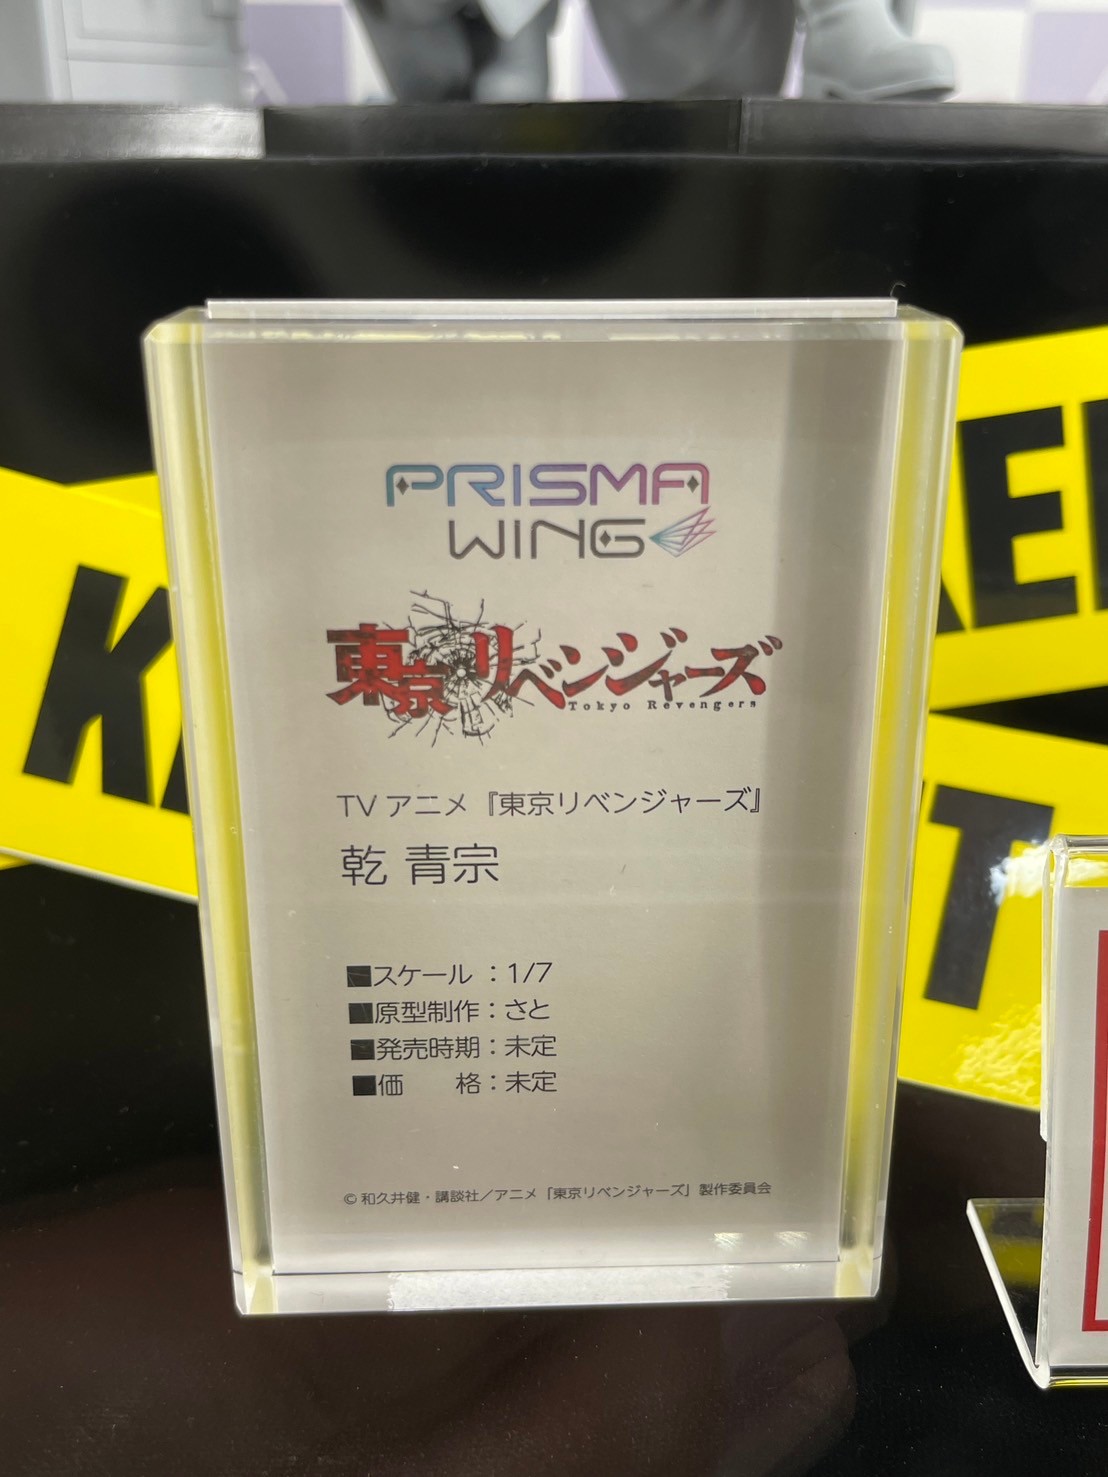 PRISMA
WING
東京リベンジャーズ
Tokyo Revengers
TV アニメ『東京リベンジャーズ』
乾 青宗
■スケール :1/7
■原型制作:さと
■発売時期:未定
■価　　格:未定
©和久井健・講談社／アニメ「東京リベンジャーズ」製作委員会